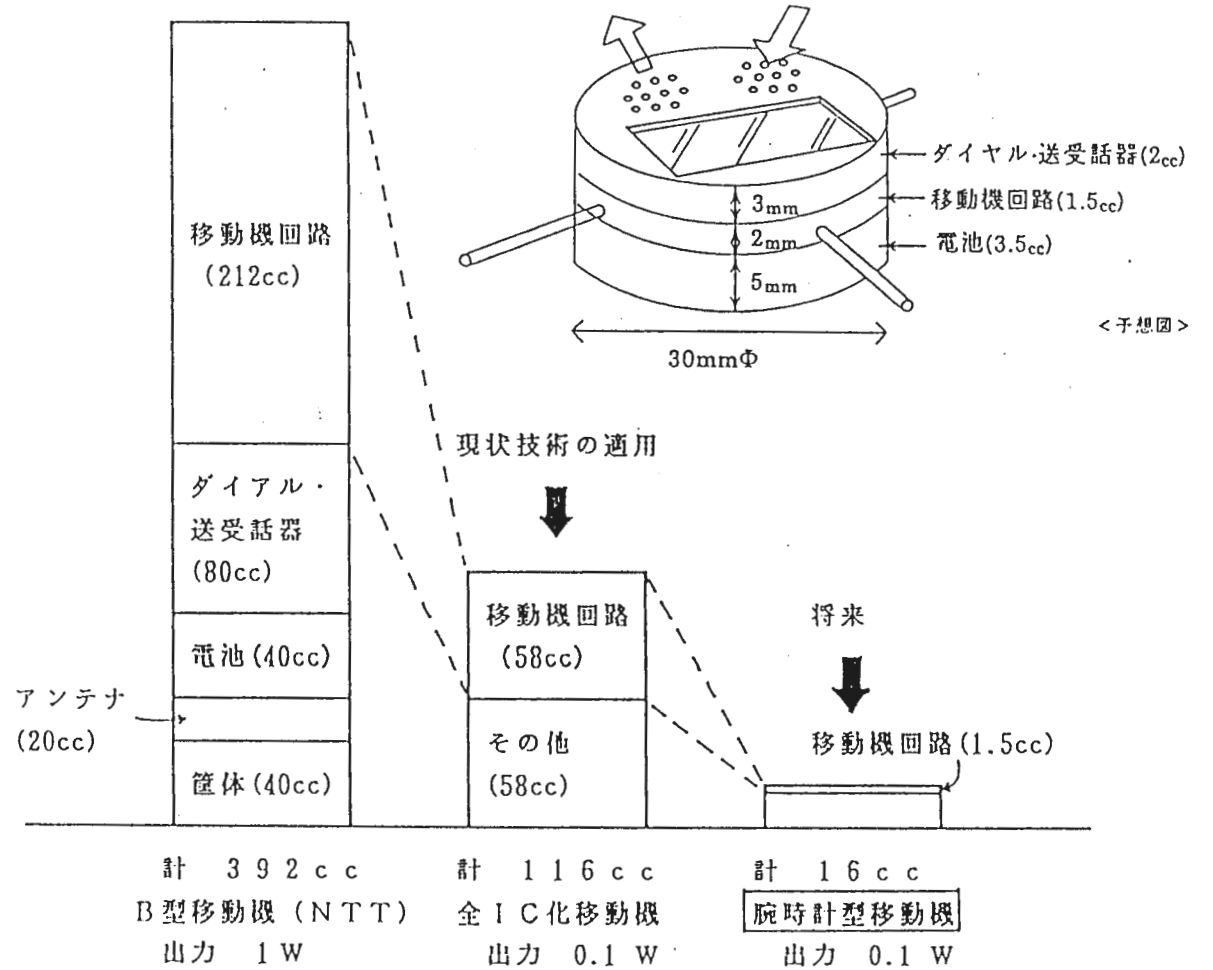 ダイヤル·送受話器(2cc)
移動機回路(1.5cc)
電池(3.5cc)
3mm
2mm
5mm
30mmΦ
<予想図>
移動機回路
(212cc)
ダイアル・
送受話器
(80cc)
電池(40cc)
アンテナ
(20cc)
筐体(40cc)
現状技術の適用
移動機回路
(58cc)
その他
(58cc)
将来
移動機回路(1.5cc)
計 392cc
B型移動機(NTT)
出力 1W
計 116cc
全IC化移動機
出力 0.1W
計 16cc
腕時計型移動機
出力 0.1W